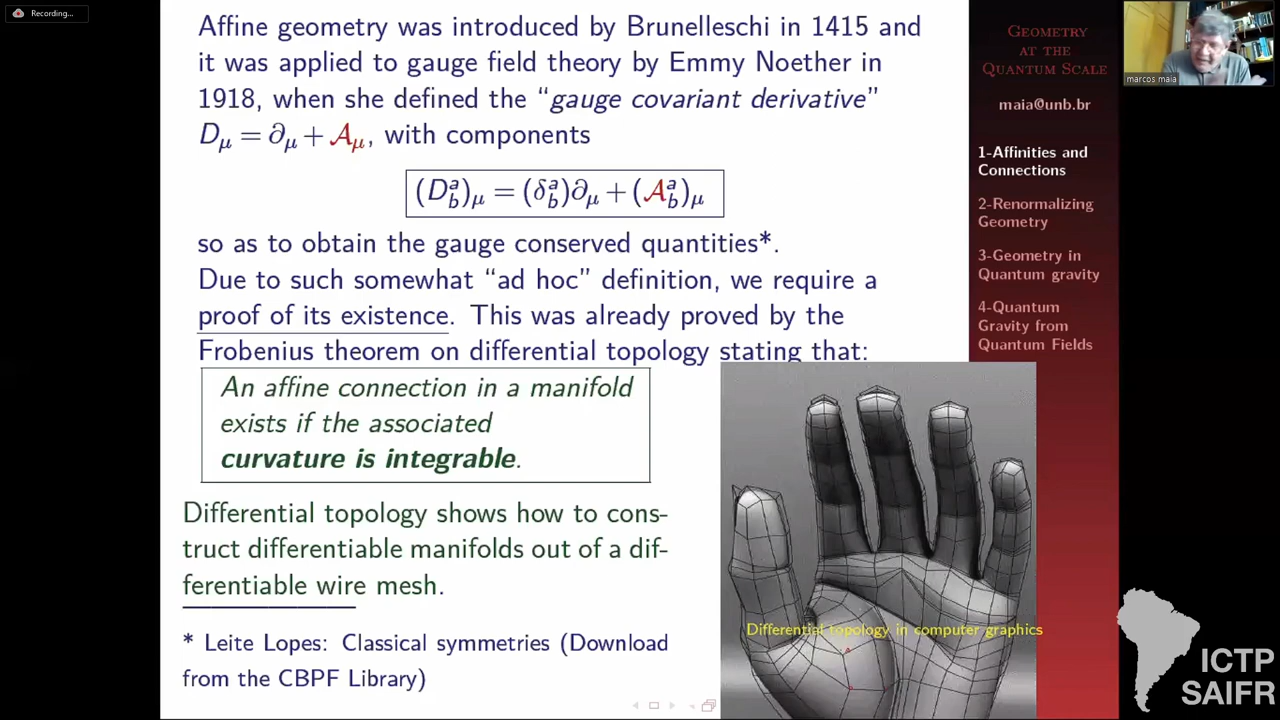 Recording...
Affine geometry was introduced by Brunelleschi in 1415 and
it was applied to gauge field theory by Emmy Noether in
1918, when she defined the “gauge covariant derivative”
Dμ = ∂μ + 𝒜μ, with components
(D^a_b)_μ = (δ^a_b)∂_μ + (𝒜^a_b)_μ
so as to obtain the gauge conserved quantities*.
Due to such somewhat “ad hoc” definition, we require a
proof of its existence. This was already proved by the
Frobenius theorem on differential topology stating that:
An affine connection in a manifold
exists if the associated
curvature is integrable.
Differential topology shows how to cons-
truct differentiable manifolds out of a dif-
ferentiable wire mesh.
* Leite Lopes: Classical symmetries (Download
from the CBPF Library)
Differential topology in computer graphics
Geometry
at the
Quantum Scale
maia@unb.br
1-Affinities and
Connections
2-Renormalizing
Geometry
3-Geometry in
Quantum gravity
4-Quantum
Gravity from
Quantum Fields
marcos maia
ICTP
SAIFR